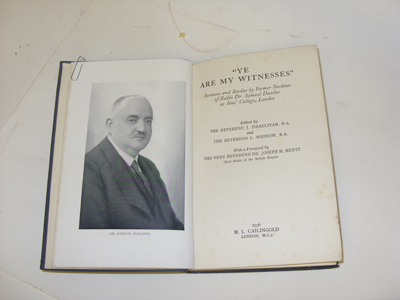 DR. SAMUEL DAICHES
"YE
ARE MY WITNESSES"
Sermons and Studies by Former Students
of Rabbi Dr. Samuel Daiches
at Jews' College, London
Edited by
THE REVEREND J. ISRAELSTAM, B.A.
and
THE REVEREND L. WEIWOW, B.A.
With a Foreword by
THE VERY REVEREND DR. JOSEPH H. HERTZ
Chief Rabbi of the British Empire
1936
M. L. CAILINGOLD
LONDON, W.C.1